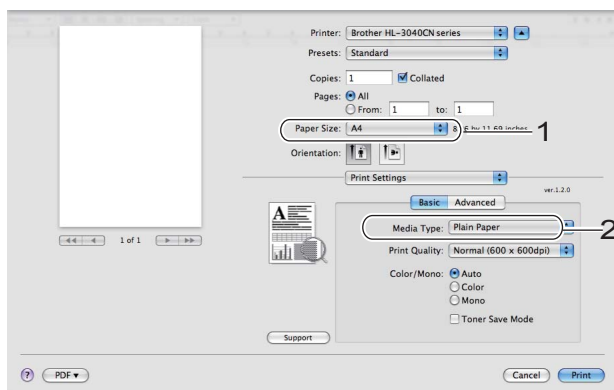 Printer: Brother HL-3040CN series
Presets: Standard
Copies: 1 Collated
Pages: All
From: 1 to: 1
Paper Size: A4 8 6 by 11.69 inches 1
Orientation:
Print Settings
ver.1.2.0
Basic Advanced
Media Type: Plain Paper 2
1 of 1
Print Quality: Normal (600 x 600dpi)
Color/Mono: Auto
Color
Mono
Toner Save Mode
Support
? PDF Cancel Print